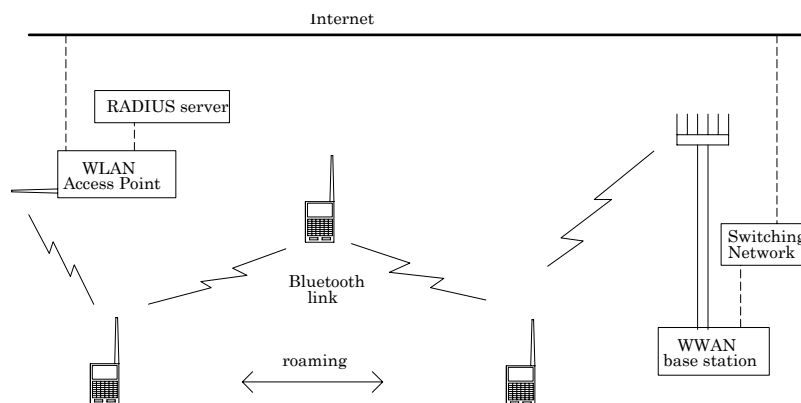 Internet
RADIUS server
WLAN
Access Point
Switching
Network
Bluetooth
link
WWAN
base station
roaming